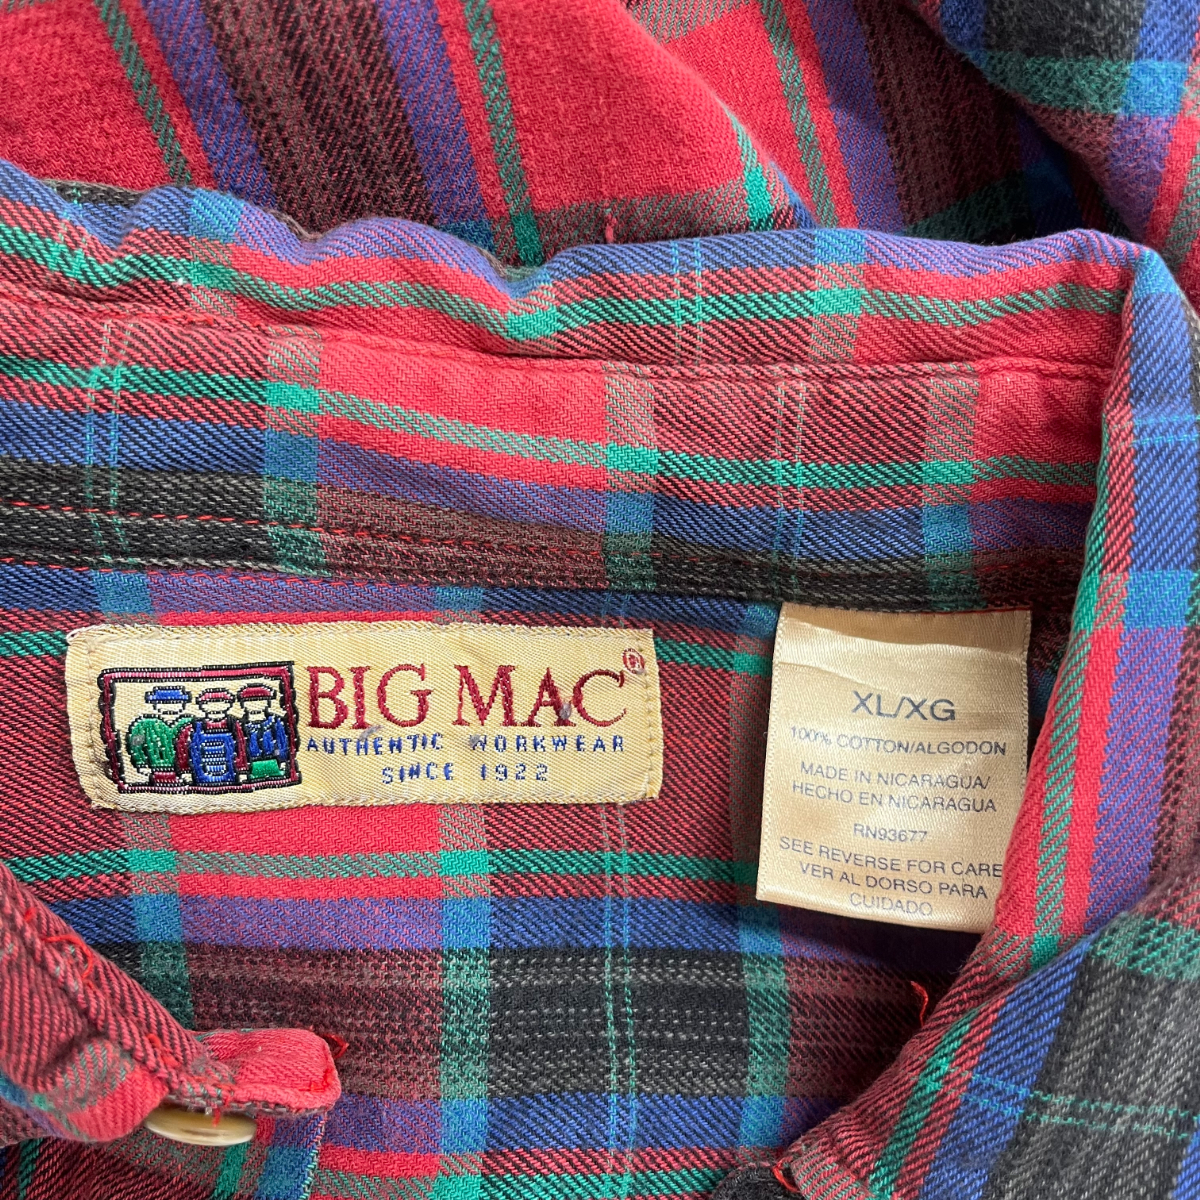 BIG MAC®
AUTHENTIC WORKWEAR
SINCE 1922
XL/XG
100% COTTON/ALGODON
MADE IN NICARAGUA/
HECHO EN NICARAGUA
RN93677
SEE REVERSE FOR CARE
VER AL DORSO PARA
CUIDADO